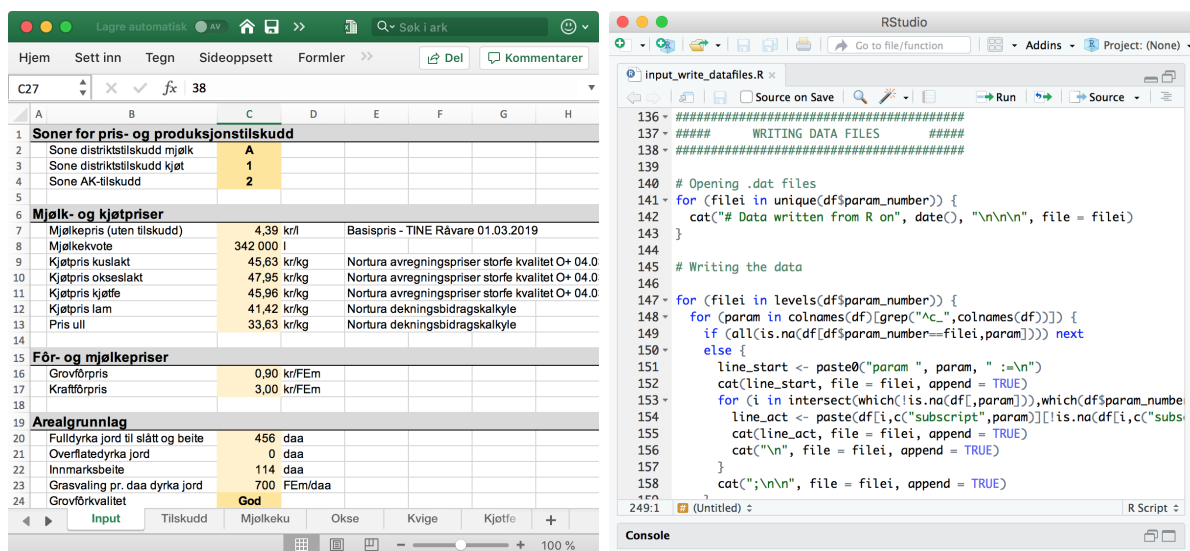 Lagre automatisk AV
Søk i ark
Hjem Sett inn Tegn Sideoppsett Formler Del Kommentarer
C27 fx 38
A B C D E F G H
1 Soner for pris- og produksjonstilskudd
2 Sone distriktstilskudd mjølk A
3 Sone distriktstilskudd kjøt 1
4 Sone AK-tilskudd 2
5
6 Mjølk- og kjøtpriser
7 Mjølkepris (uten tilskudd) 4,39 kr/l Basispris - TINE Råvare 01.03.2019
8 Mjølkekvote 342 000 l
9 Kjøtpris kuslakt 45,63 kr/kg Nortura avregningspriser storfe kvalitet O+ 04.0
10 Kjøtpris okseslakt 47,95 kr/kg Nortura avregningspriser storfe kvalitet O+ 04.0
11 Kjøtpris kjøtfe 45,96 kr/kg Nortura avregningspriser storfe kvalitet O+ 04.0
12 Kjøtpris lam 41,42 kr/kg Nortura dekningsbidragskalkyle
13 Pris ull 33,63 kr/kg Nortura dekningsbidragskalkyle
14
15 Fôr- og mjølkepriser
16 Grovfôrpris 0,90 kr/FEm
17 Kraftfôrpris 3,00 kr/FEm
18
19 Arealgrunnlag
20 Fulldyrka jord til slått og beite 456 daa
21 Overflatedyrka jord 0 daa
22 Innmarksbeite 114 daa
23 Grasvaling pr. daa dyrka jord 700 FEm/daa
24 Grovfôrkvalitet God
Input Tilskudd Mjølkeku Okse Kvige Kjøtfe +
100 %
RStudio
Go to file/function Addins Project: (None)
input_write_datafiles.R
Source on Save Run Source
136 #########################################
137 ##### WRITING DATA FILES #####
138 #########################################
139
140 # Opening .dat files
141 for (filei in unique(df$param_number)) {
142 cat("# Data written from R on", date(), "\n\n\n", file = filei)
143 }
144
145 # Writing the data
146
147 for (filei in levels(df$param_number)) {
148 for (param in colnames(df)[grep("^c_",colnames(df))]) {
149 if (all(is.na(df[df$param_number==filei,param]))) next
150 else {
151 line_start <- paste0("param ", param, " :=\n")
152 cat(line_start, file = filei, append = TRUE)
153 for (i in intersect(which(!is.na(df[,param])),which(df$param_number
154 line_act <- paste(df[i,c("subscript",param)][!is.na(df[i,c("subs
155 cat(line_act, file = filei, append = TRUE)
156 cat("\n", file = filei, append = TRUE)
157 }
158 cat(";\n\n", file = filei, append = TRUE)
249:1 # (Untitled) R Script
Console